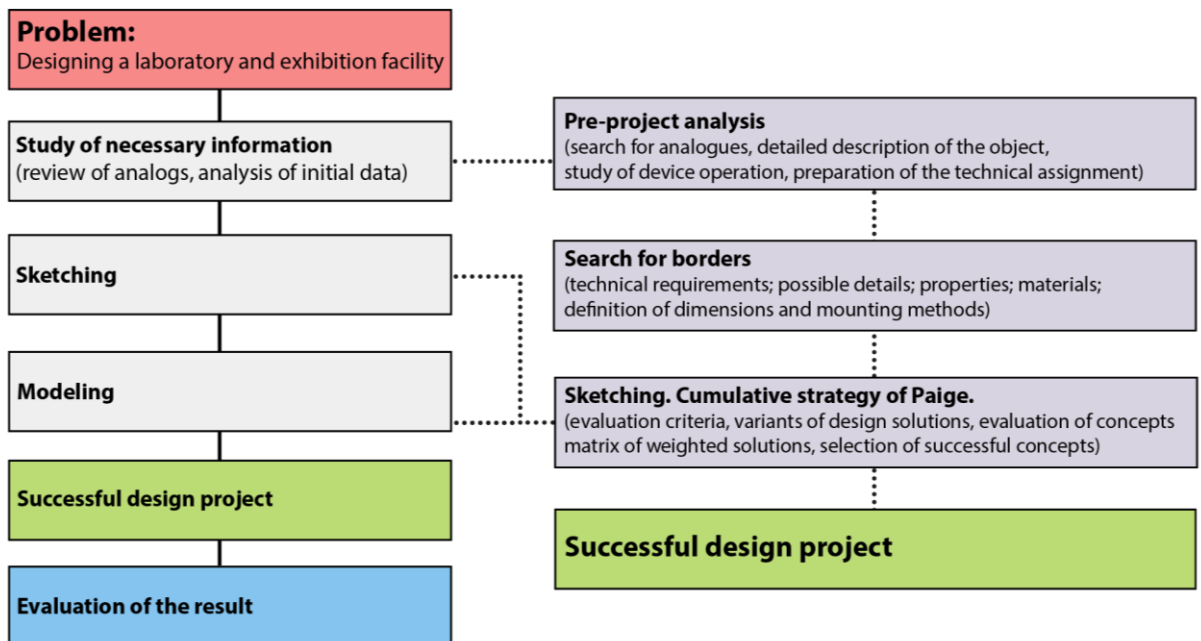 Problem:
Designing a laboratory and exhibition facility
Study of necessary information
(review of analogs, analysis of initial data)
Sketching
Modeling
Successful design project
Evaluation of the result
Pre-project analysis
(search for analogues, detailed description of the object,
study of device operation, preparation of the technical assignment)
Search for borders
(technical requirements; possible details; properties; materials;
definition of dimensions and mounting methods)
Sketching. Cumulative strategy of Paige.
(evaluation criteria, variants of design solutions, evaluation of concepts
matrix of weighted solutions, selection of successful concepts)
Successful design project